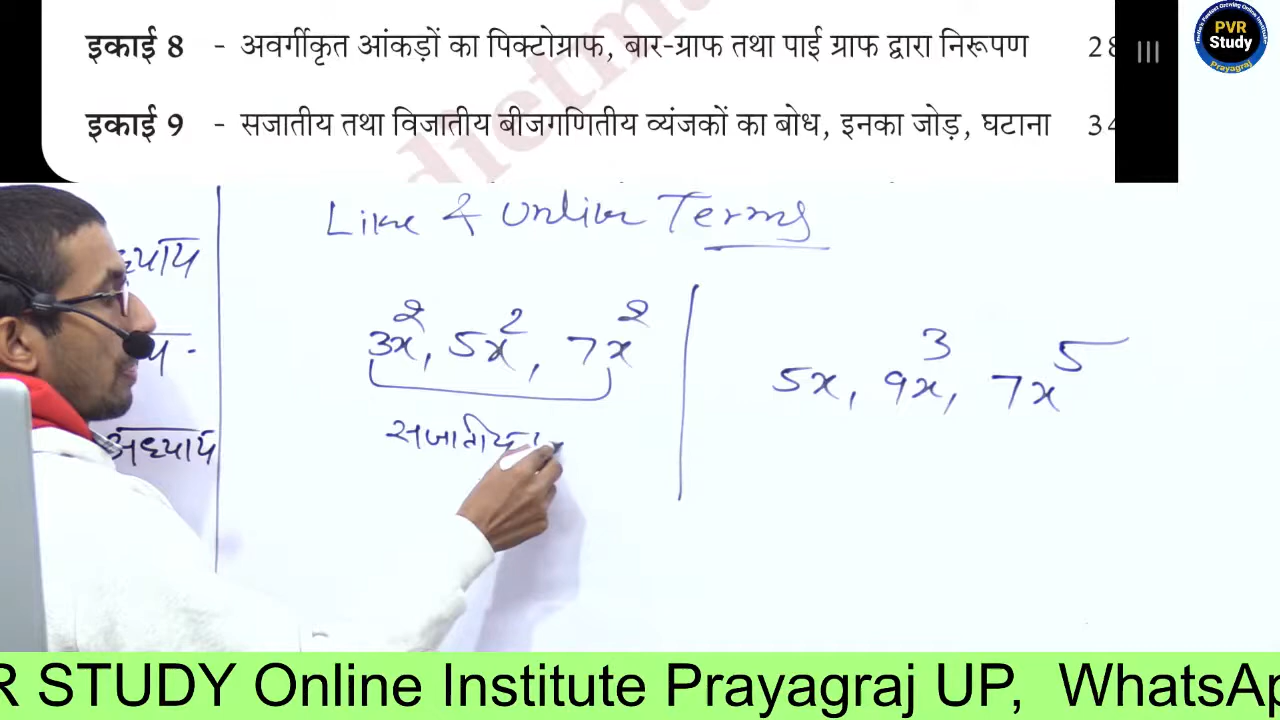 इकाई 8 - अवर्गीकृत आंकड़ों का पिक्टोग्राफ, बार-ग्राफ तथा पाई ग्राफ द्वारा निरूपण 28
इकाई 9 - सजातीय तथा विजातीय बीजगणितीय व्यंजकों का बोध, इनका जोड़, घटाना 34
PVR
Study
Prayagraj
Like & Unlike Terms
3x², 5x², 7x²
5x, 9x³, 7x⁵
सजातीय
अध्याय
R STUDY Online Institute Prayagraj UP, WhatsAp